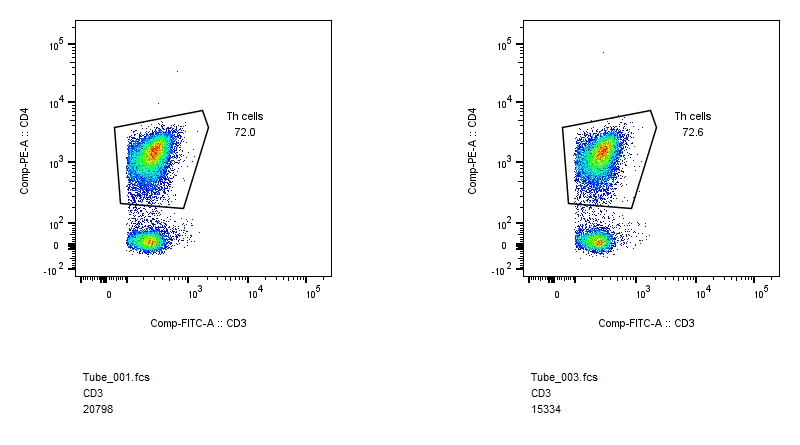 10^5
10^4
10^3
10^2
0
-10^2
Comp-PE-A :: CD4
Th cells
72.0
0
10^3
10^4
10^5
Comp-FITC-A :: CD3
Tube_001.fcs
CD3
20798
10^5
10^4
10^3
10^2
0
-10^2
Comp-PE-A :: CD4
Th cells
72.6
0
10^3
10^4
10^5
Comp-FITC-A :: CD3
Tube_003.fcs
CD3
15334